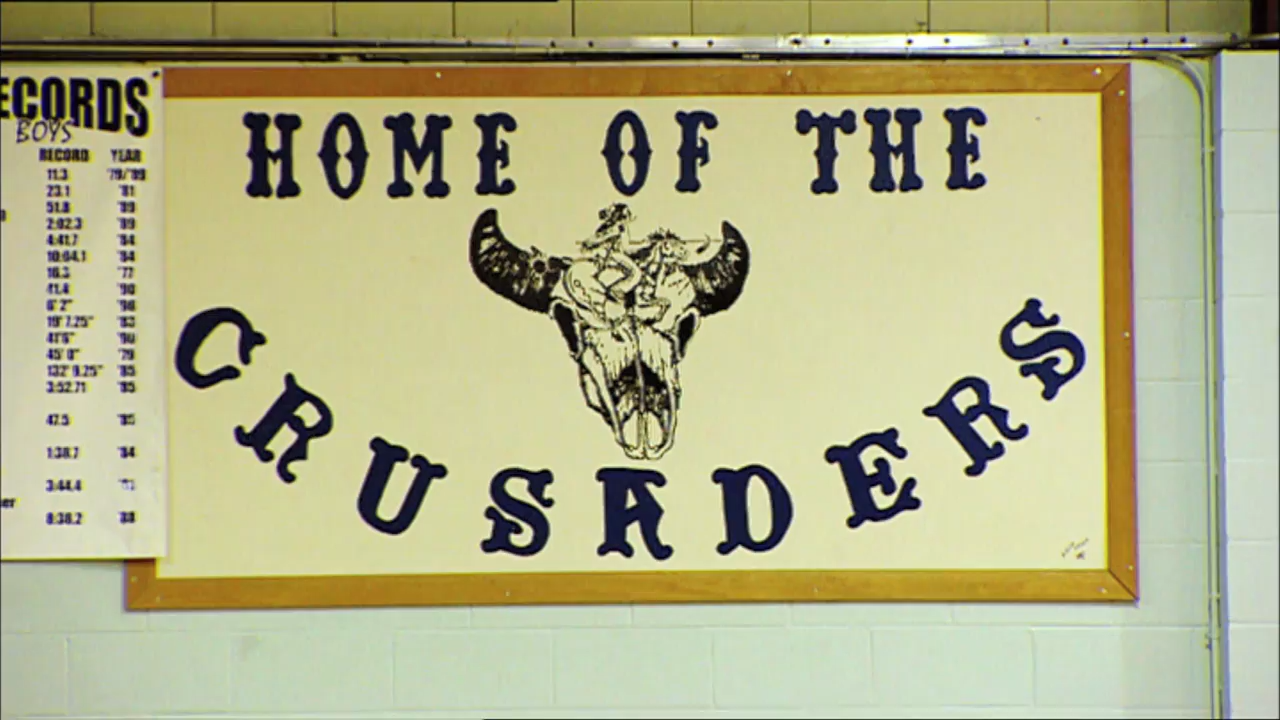 ECORDS
BOYS
RECORD YEAR
11.3 '79/'89
23.1 '81
51.8 '89
2:02.3 '89
4:41.7 '84
10:04.1 '84
16.3 '77
41.4 '90
6'2" '98
19' 7.25" '83
41'6" '90
45' 0" '79
132' 9.25" '85
3:52.71 '85
47.5 '85
1:38.7 '84
3:44.4
8:38.2 '88
HOME OF THE
CRUSADERS